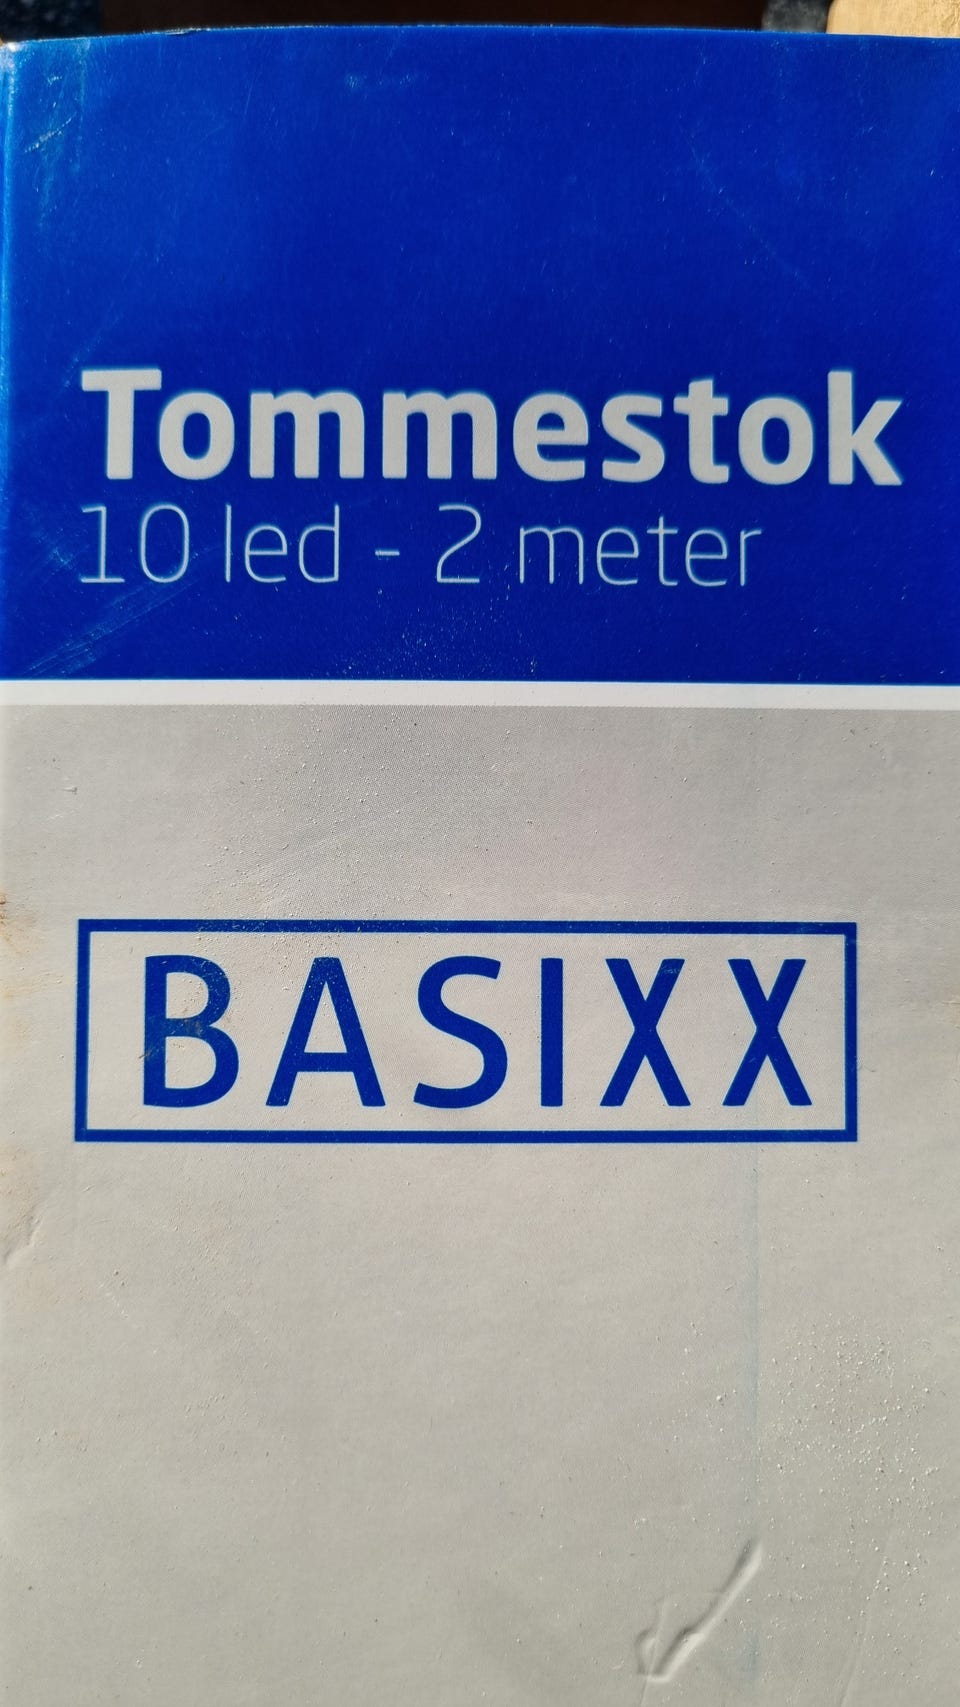 Tommestok
10 led - 2 meter
BASIXX